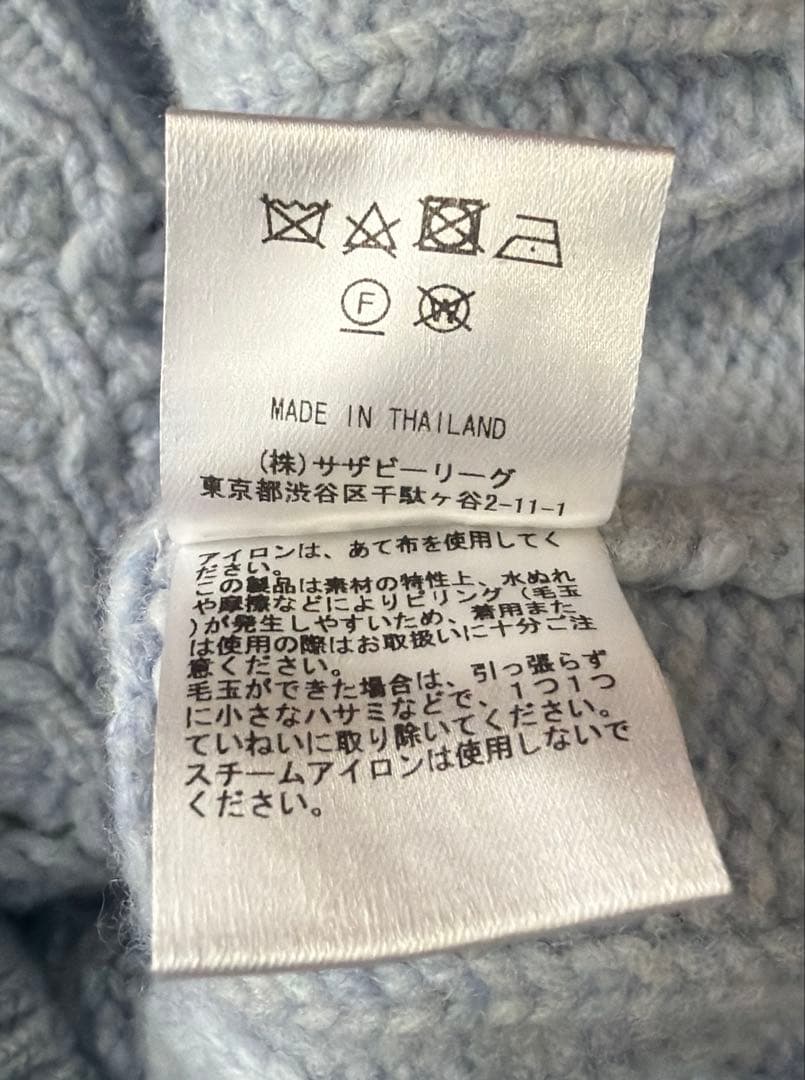 F
W
MADE IN THAILAND
(株)サザビーリーグ
東京都渋谷区千駄ヶ谷2-11-1
アイロンは、あて布を使用してく
ださい。
この製品は素材の特性上、水ぬれ
や摩擦などによりピリング(毛玉
)が発生しやすいため、着用また
は使用の際はお取扱いに十分ご注
意ください。
毛玉ができた場合は、引っ張らず
に小さなハサミなどで、1つ1つ
ていねいに取り除いてください。
スチームアイロンは使用しないで
ください。